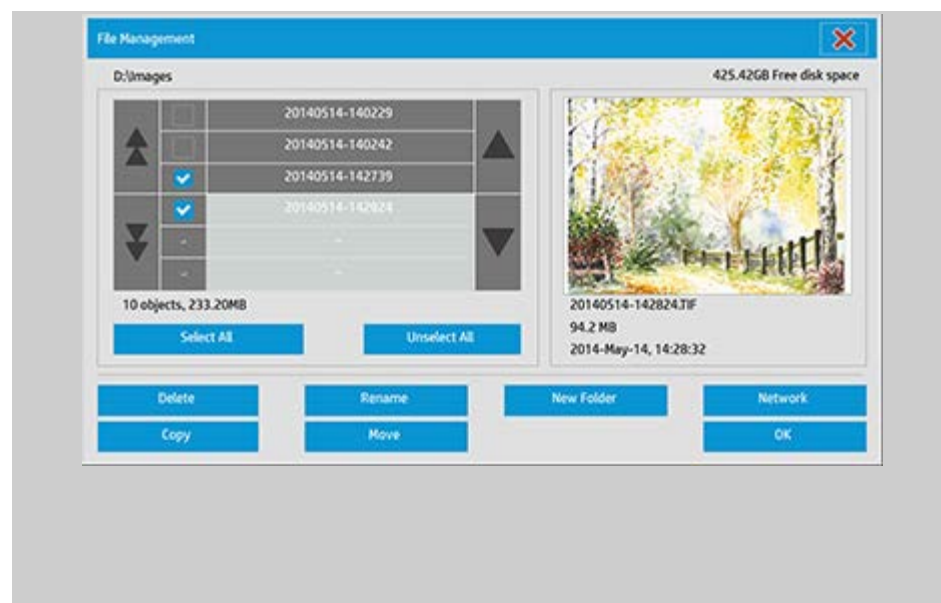 File Management
D:\Images
425.42GB Free disk space
20140514-140229
20140514-140242
20140514-142739
20140514-142824
-
-
-
-
10 objects, 233.20MB
Select All
Unselect All
20140514-142824.TIF
94.2 MB
2014-May-14, 14:28:32
Delete
Rename
New Folder
Network
Copy
Move
OK